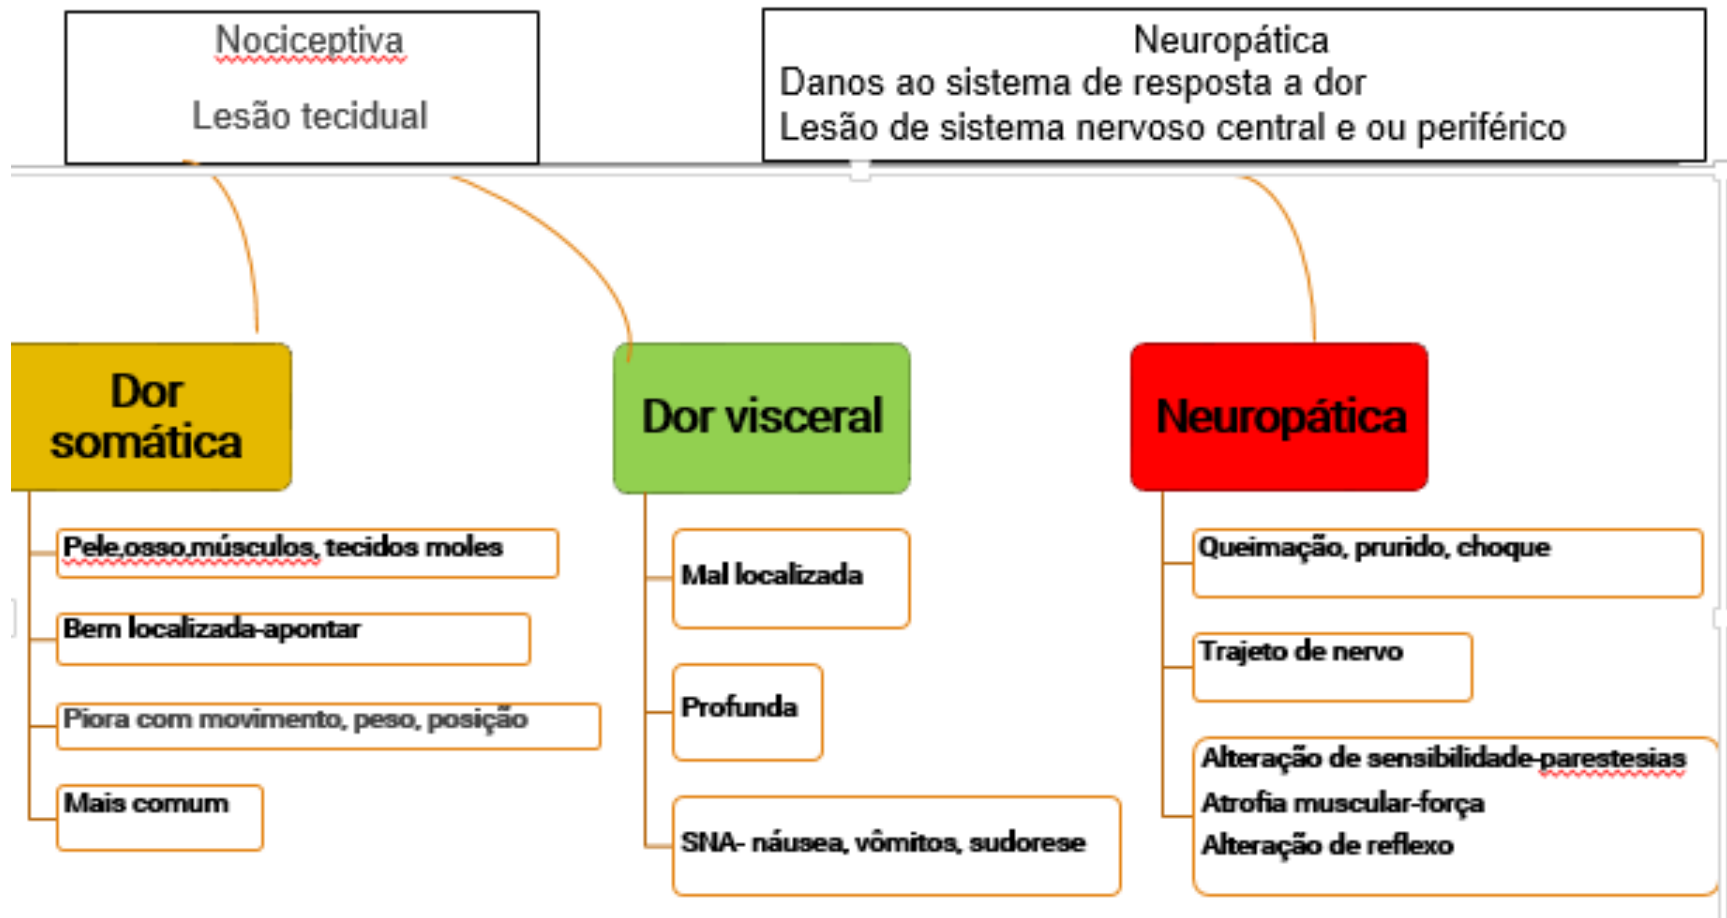 Nociceptiva
Lesão tecidual
Neuropática
Danos ao sistema de resposta a dor
Lesão de sistema nervoso central e ou periférico
Dor
somática
Pele,osso,músculos, tecidos moles
Bem localizada-apontar
Piora com movimento, peso, posição
Mais comum
Dor visceral
Mal localizada
Profunda
SNA- náusea, vômitos, sudorese
Neuropática
Queimação, prurido, choque
Trajeto de nervo
Alteração de sensibilidade-parestesias
Atrofia muscular-força
Alteração de reflexo